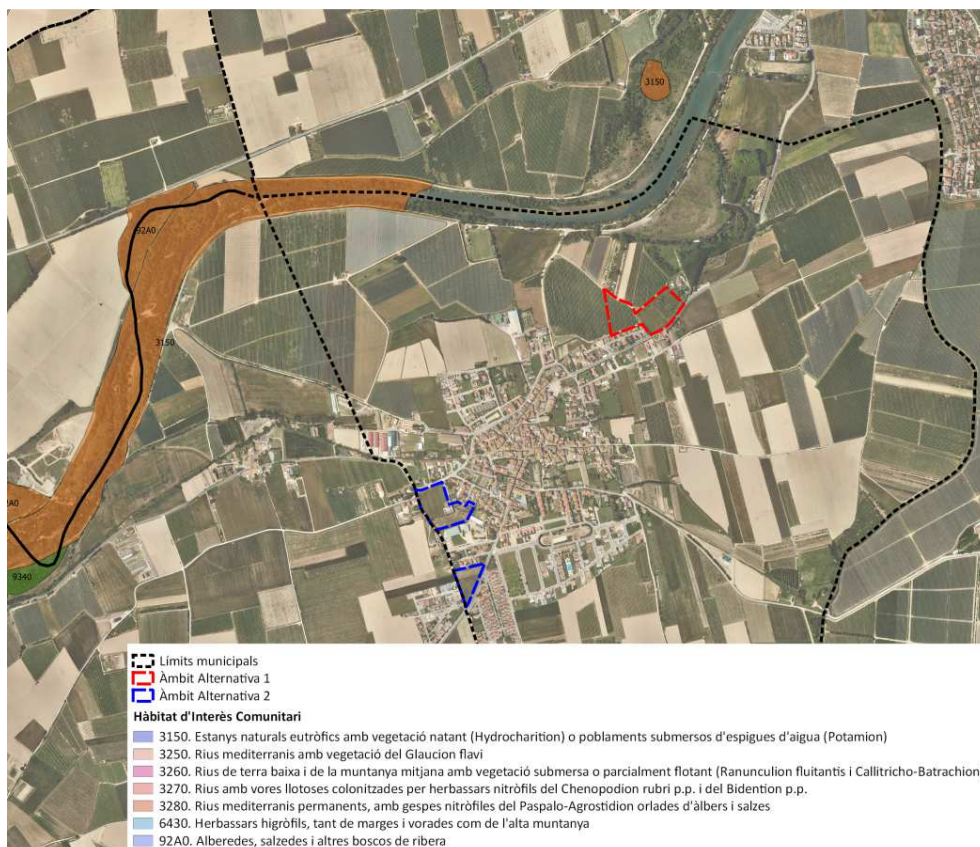 3150
92A0
3150
2A0
9340
Límits municipals
Àmbit Alternativa 1
Àmbit Alternativa 2
Hàbitat d'Interès Comunitari
3150. Estanys naturals eutròfics amb vegetació natant (Hydrocharition) o poblaments submersos d'espigues d'aigua (Potamion)
3250. Rius mediterranis amb vegetació del Glaucion flavi
3260. Rius de terra baixa i de la muntanya mitjana amb vegetació submersa o parcialment flotant (Ranunculion fluitantis i Callitricho-Batrachion
3270. Rius amb vores llotoses colonitzades per herbassars nitròfils del Chenopodion rubri p.p. i del Bidention p.p.
3280. Rius mediterranis permanents, amb gespes nitròfiles del Paspalo-Agrostidion orlades d'àlbers i salzes
6430. Herbassars higròfils, tant de marges i vorades com de l'alta muntanya
92A0. Alberedes, salzedes i altres boscos de ribera